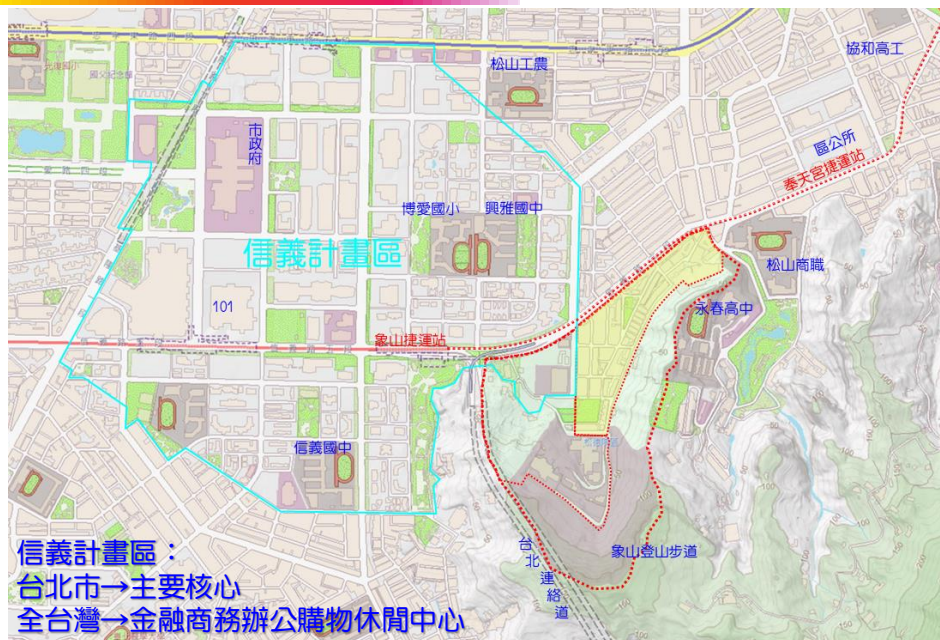 協和高工
松山工農
市政府
區公所
奉天宮捷運站
博愛國小
興雅國中
信義計畫區
松山商職
101
永春高中
象山捷運站
信義國中
象山登山步道
台北連絡道
信義計畫區：
台北市→主要核心
全台灣→金融商務辦公購物休閒中心